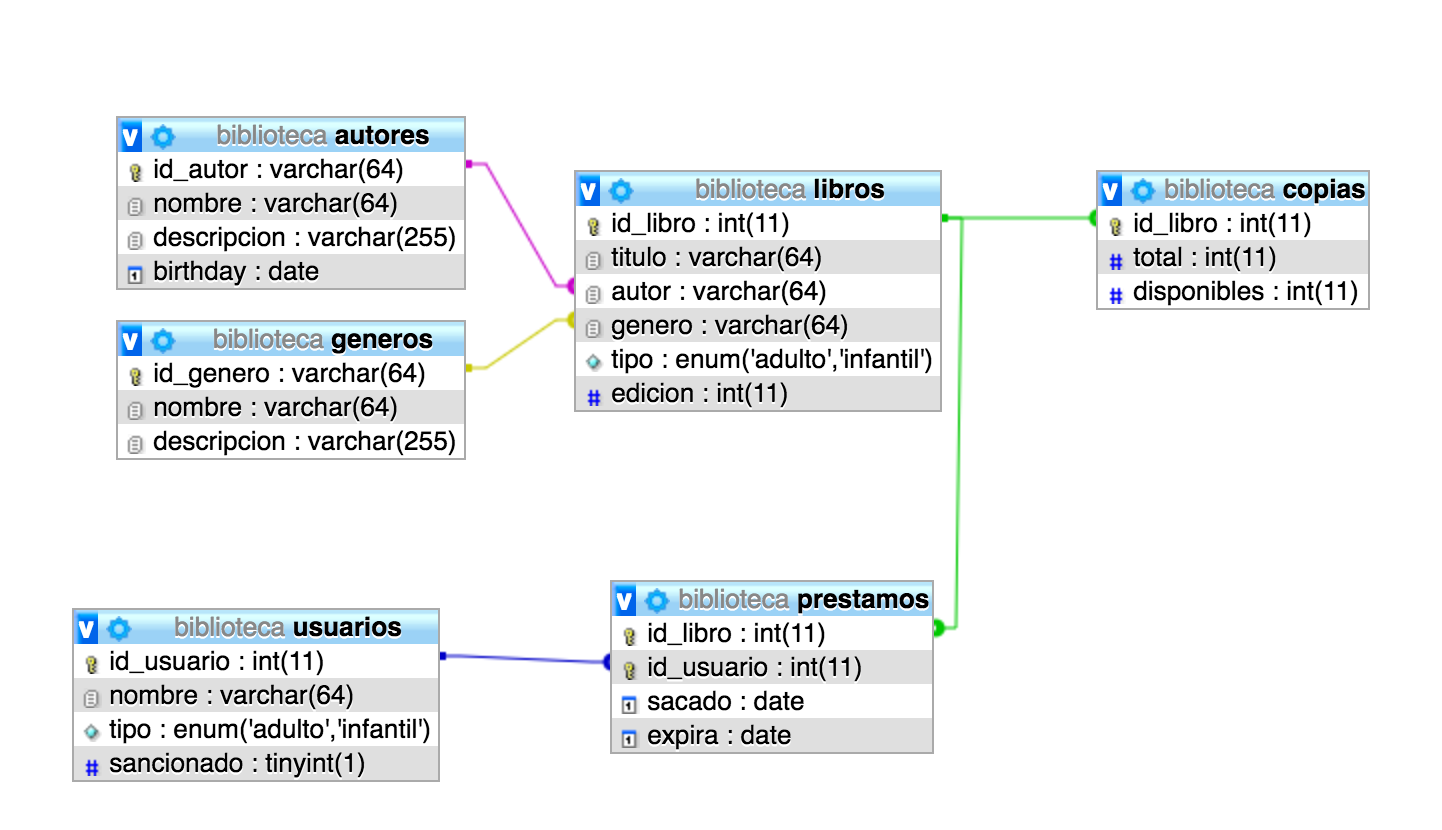 biblioteca autores
id_autor : varchar(64)
nombre : varchar(64)
descripcion : varchar(255)
birthday : date
biblioteca generos
id_genero : varchar(64)
nombre : varchar(64)
descripcion : varchar(255)
biblioteca libros
id_libro : int(11)
titulo : varchar(64)
autor : varchar(64)
genero : varchar(64)
tipo : enum('adulto','infantil')
edicion : int(11)
biblioteca copias
id_libro : int(11)
total : int(11)
disponibles : int(11)
biblioteca usuarios
id_usuario : int(11)
nombre : varchar(64)
tipo : enum('adulto','infantil')
sancionado : tinyint(1)
biblioteca prestamos
id_libro : int(11)
id_usuario : int(11)
sacado : date
expira : date